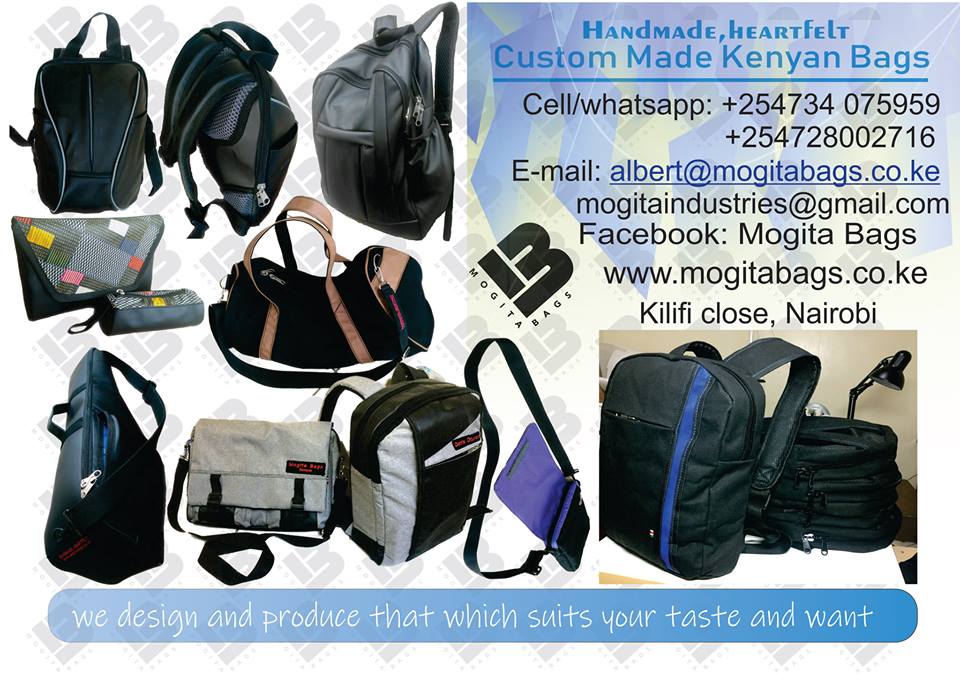 Handmade, heartfelt
Custom Made Kenyan Bags
Cell/whatsapp: +254734 075959
+254728002716
E-mail: albert@mogitabags.co.ke
mogitaindustries@gmail.com
Facebook: Mogita Bags
www.mogitabags.co.ke
Kilifi close, Nairobi
MOGITA BAGS
Mogita Bags
we design and produce that which suits your taste and want